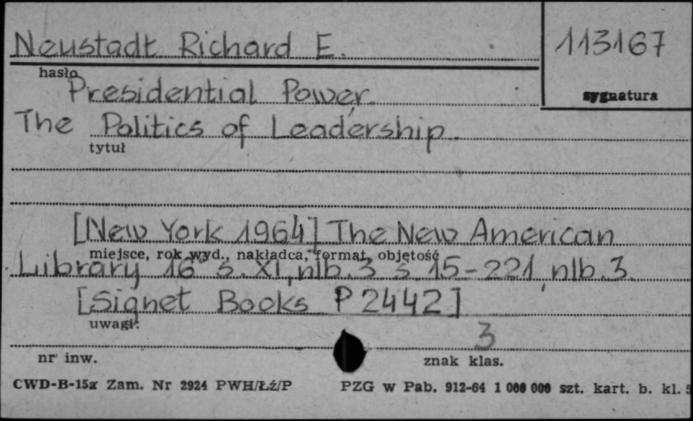 Neustadt Richard E.
113167
hasło
sygnatura
Presidential Power.
The Politics of Leadership.
tytuł
[New York 1964] The New American
miejsce, rok wyd., nakładca, format, objętość
Library 16° s. XI, nlb. 3 s 15-221, nlb. 3.
[Signet Books P 2442]
uwagi:
3
nr inw.
znak klas.
CWD-B-15a Zam. Nr 2924 PWH/Łż/P
PZG w Pab. 912-64 1 000 000 szt. kart. b. kl. 5